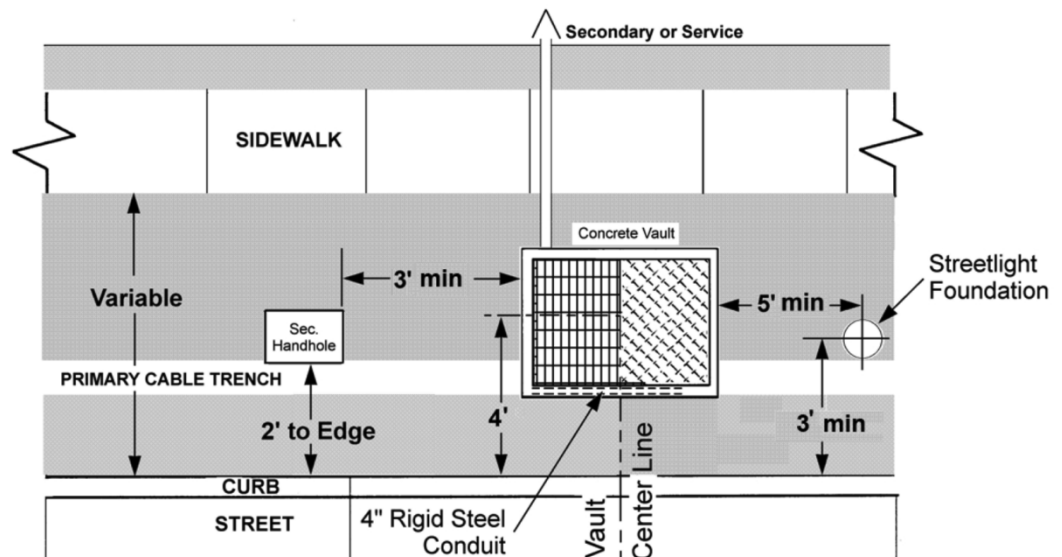 Secondary or Service
SIDEWALK
Concrete Vault
Streetlight
Foundation
3' min
5' min
Variable
Sec.
Handhole
PRIMARY CABLE TRENCH
4'
3' min
2' to Edge
CURB
STREET
4" Rigid Steel
Conduit
Vault
Center Line